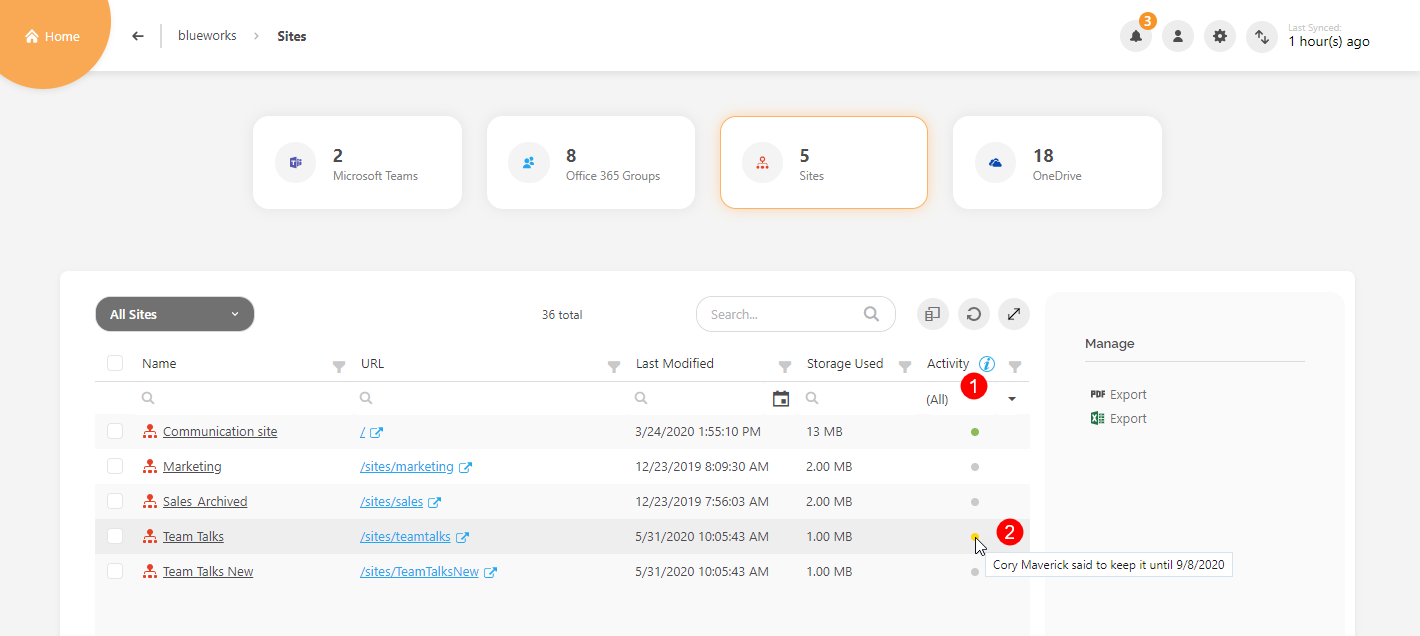 Home
blueworks > Sites
3
Last Synced:
1 hour(s) ago
2
Microsoft Teams
8
Office 365 Groups
5
Sites
18
OneDrive
All Sites
36 total
Search...
Name URL Last Modified Storage Used Activity i
1
(All)
Communication site / 3/24/2020 1:55:10 PM 13 MB
Marketing /sites/marketing 12/23/2019 8:09:30 AM 2.00 MB
Sales_Archived /sites/sales 12/23/2019 7:56:03 AM 2.00 MB
Team Talks /sites/teamtalks 5/31/2020 10:05:43 AM 1.00 MB
2
Cory Maverick said to keep it until 9/8/2020
Team Talks New /sites/TeamTalksNew 5/31/2020 10:05:43 AM 1.00 MB
Manage
PDF Export
Export